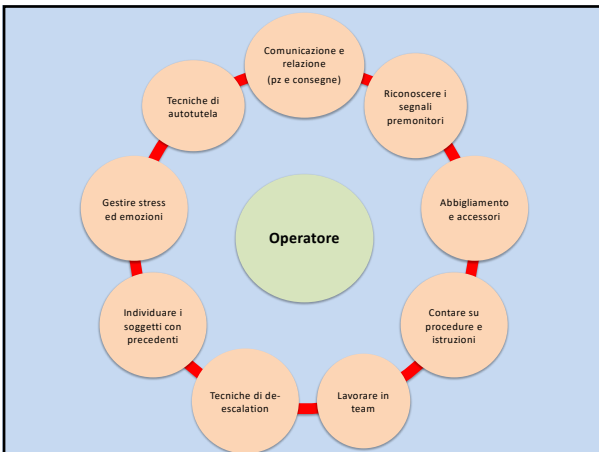 Comunicazione e
relazione
(pz e consegne)
Riconoscere i
segnali
premonitori
Abbigliamento
e accessori
Contare su
procedure e
istruzioni
Lavorare in
team
Tecniche di de-
escalation
Individuare i
soggetti con
precedenti
Gestire stress
ed emozioni
Tecniche di
autotutela
Operatore